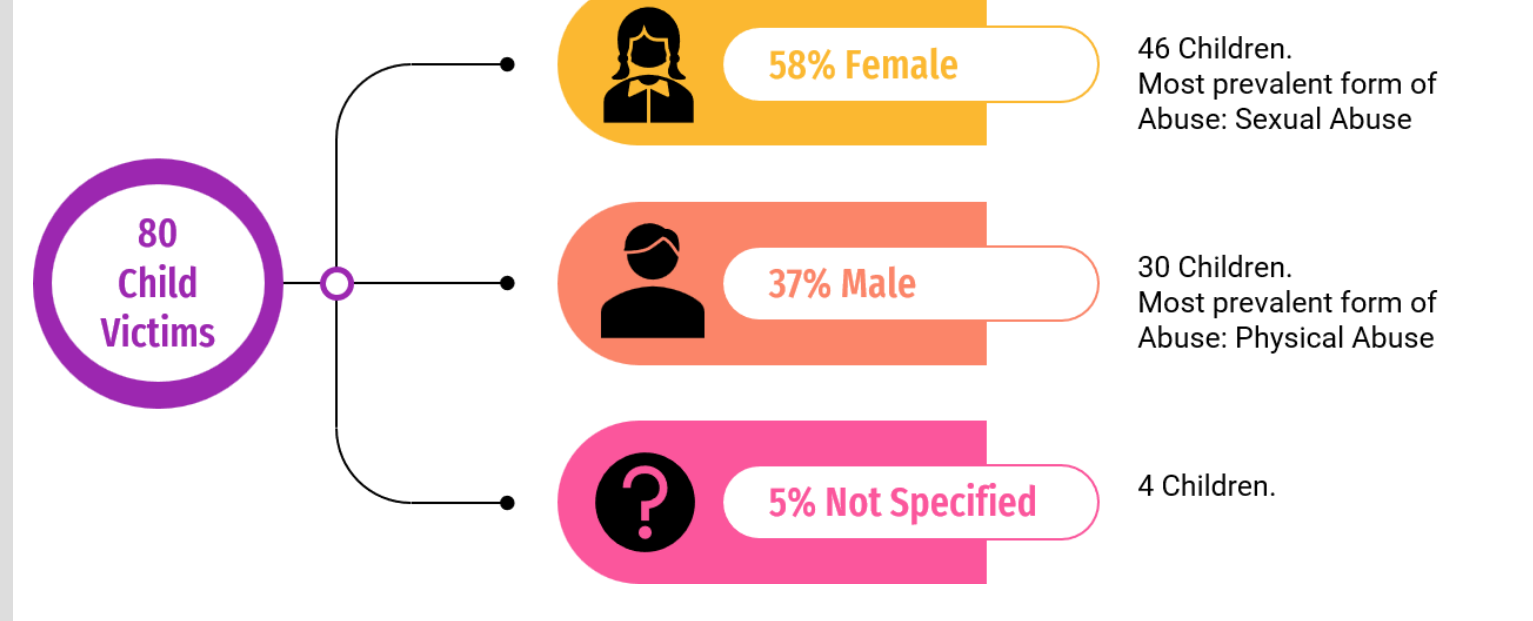 80
Child
Victims
58% Female
46 Children.
Most prevalent form of
Abuse: Sexual Abuse
37% Male
30 Children.
Most prevalent form of
Abuse: Physical Abuse
?
5% Not Specified
4 Children.